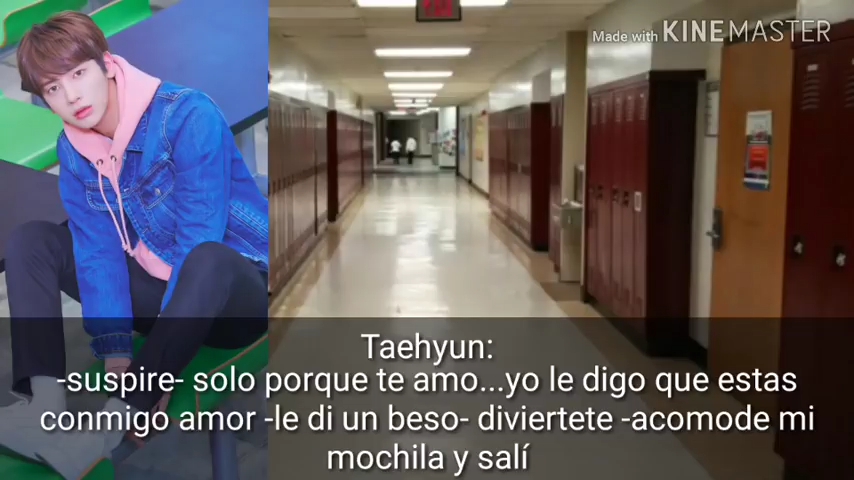 Made with KINEMASTER
Taehyun:
-suspire- solo porque te amo...yo le digo que estas
conmigo amor -le di un beso- diviertete -acomode mi
mochila y salí